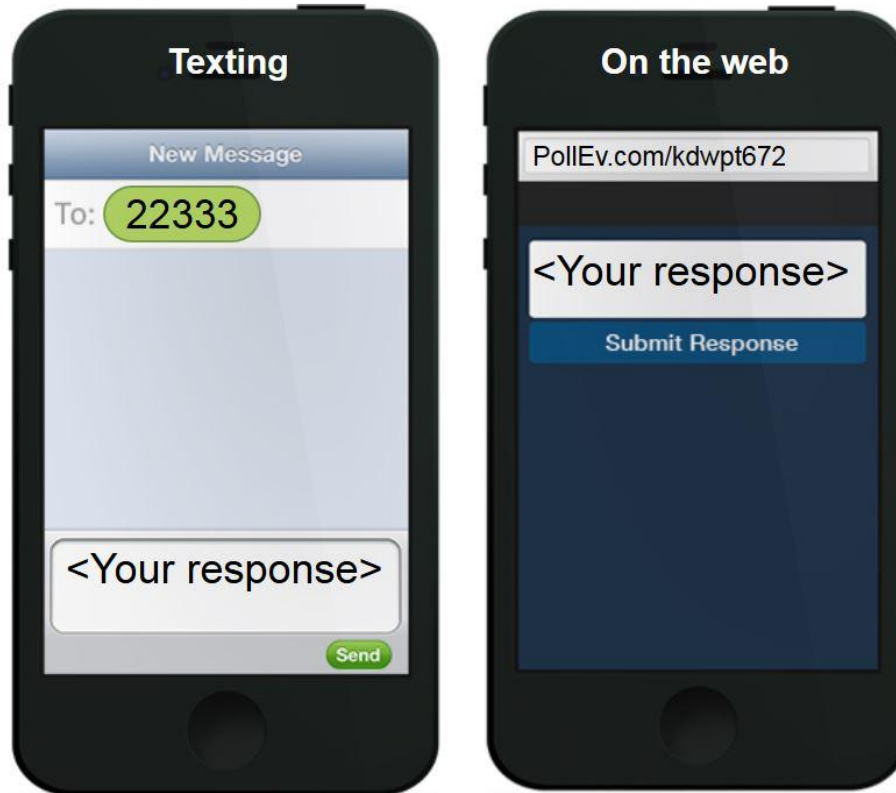 Texting
New Message
To: 22333
<Your response>
Send
On the web
PollEv.com/kdwpt672
<Your response>
Submit Response